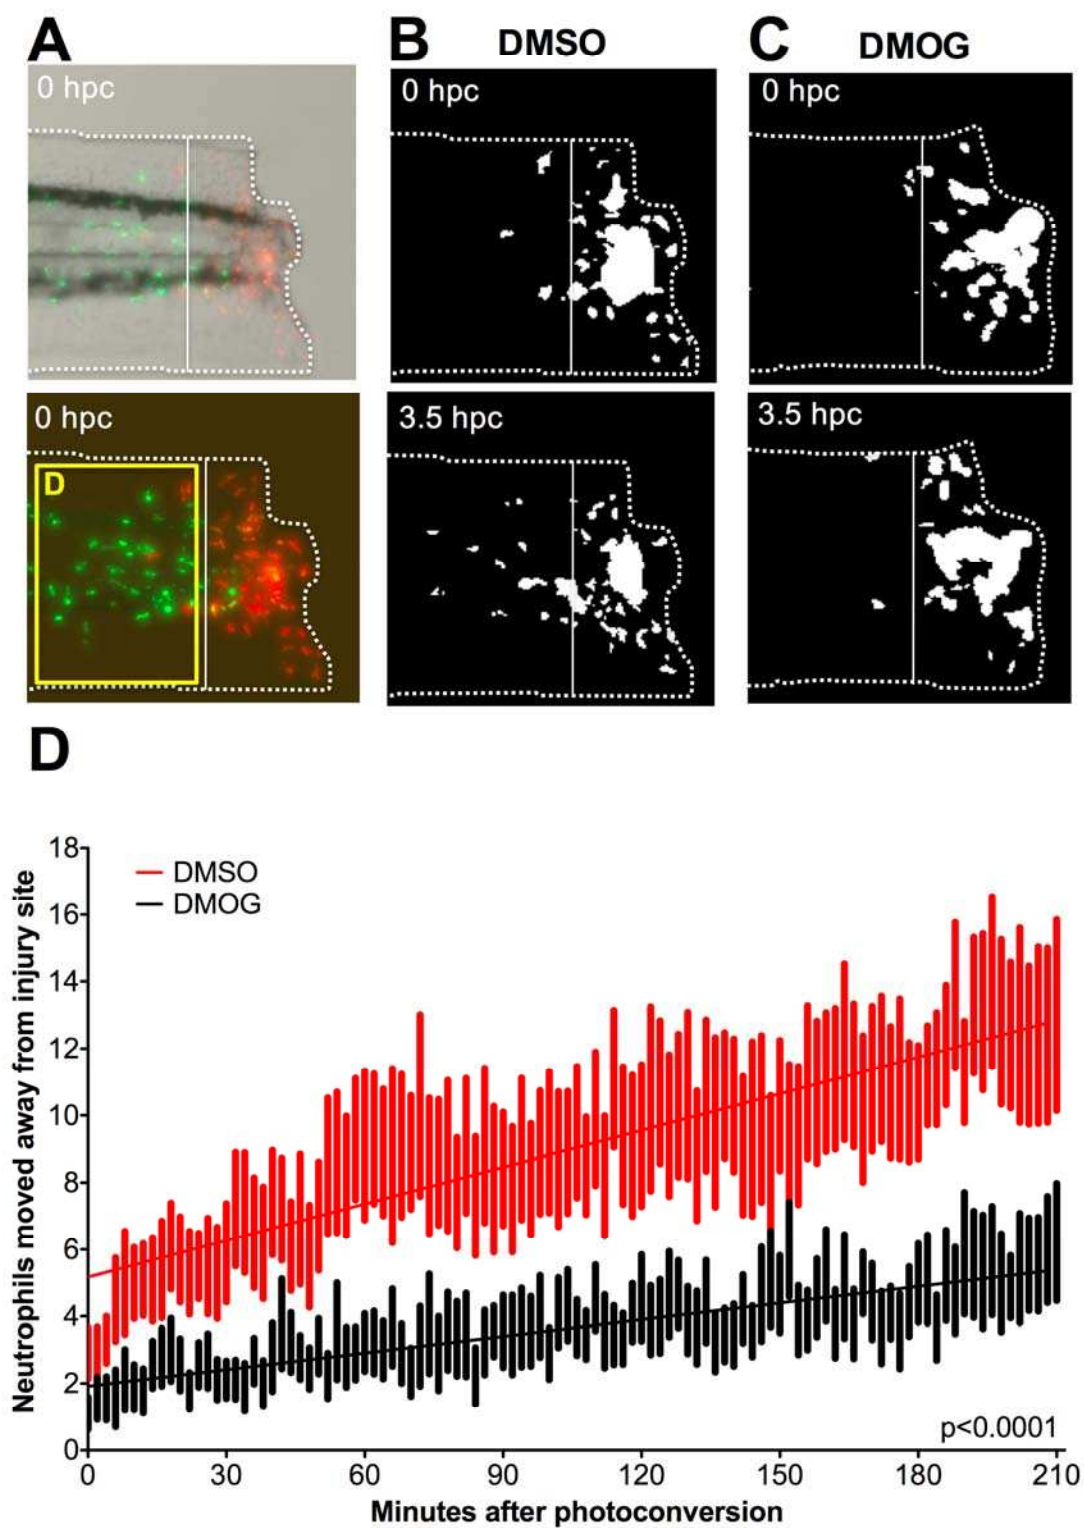 A
B
DMSO
C
DMOG
0 hpc
0 hpc
0 hpc
0 hpc
3.5 hpc
3.5 hpc
D
D
18
16
14
12
10
8
6
4
2
0
Neutrophils moved away from injury site
DMSO
DMOG
p<0.0001
0 30 60 90 120 150 180 210
Minutes after photoconversion